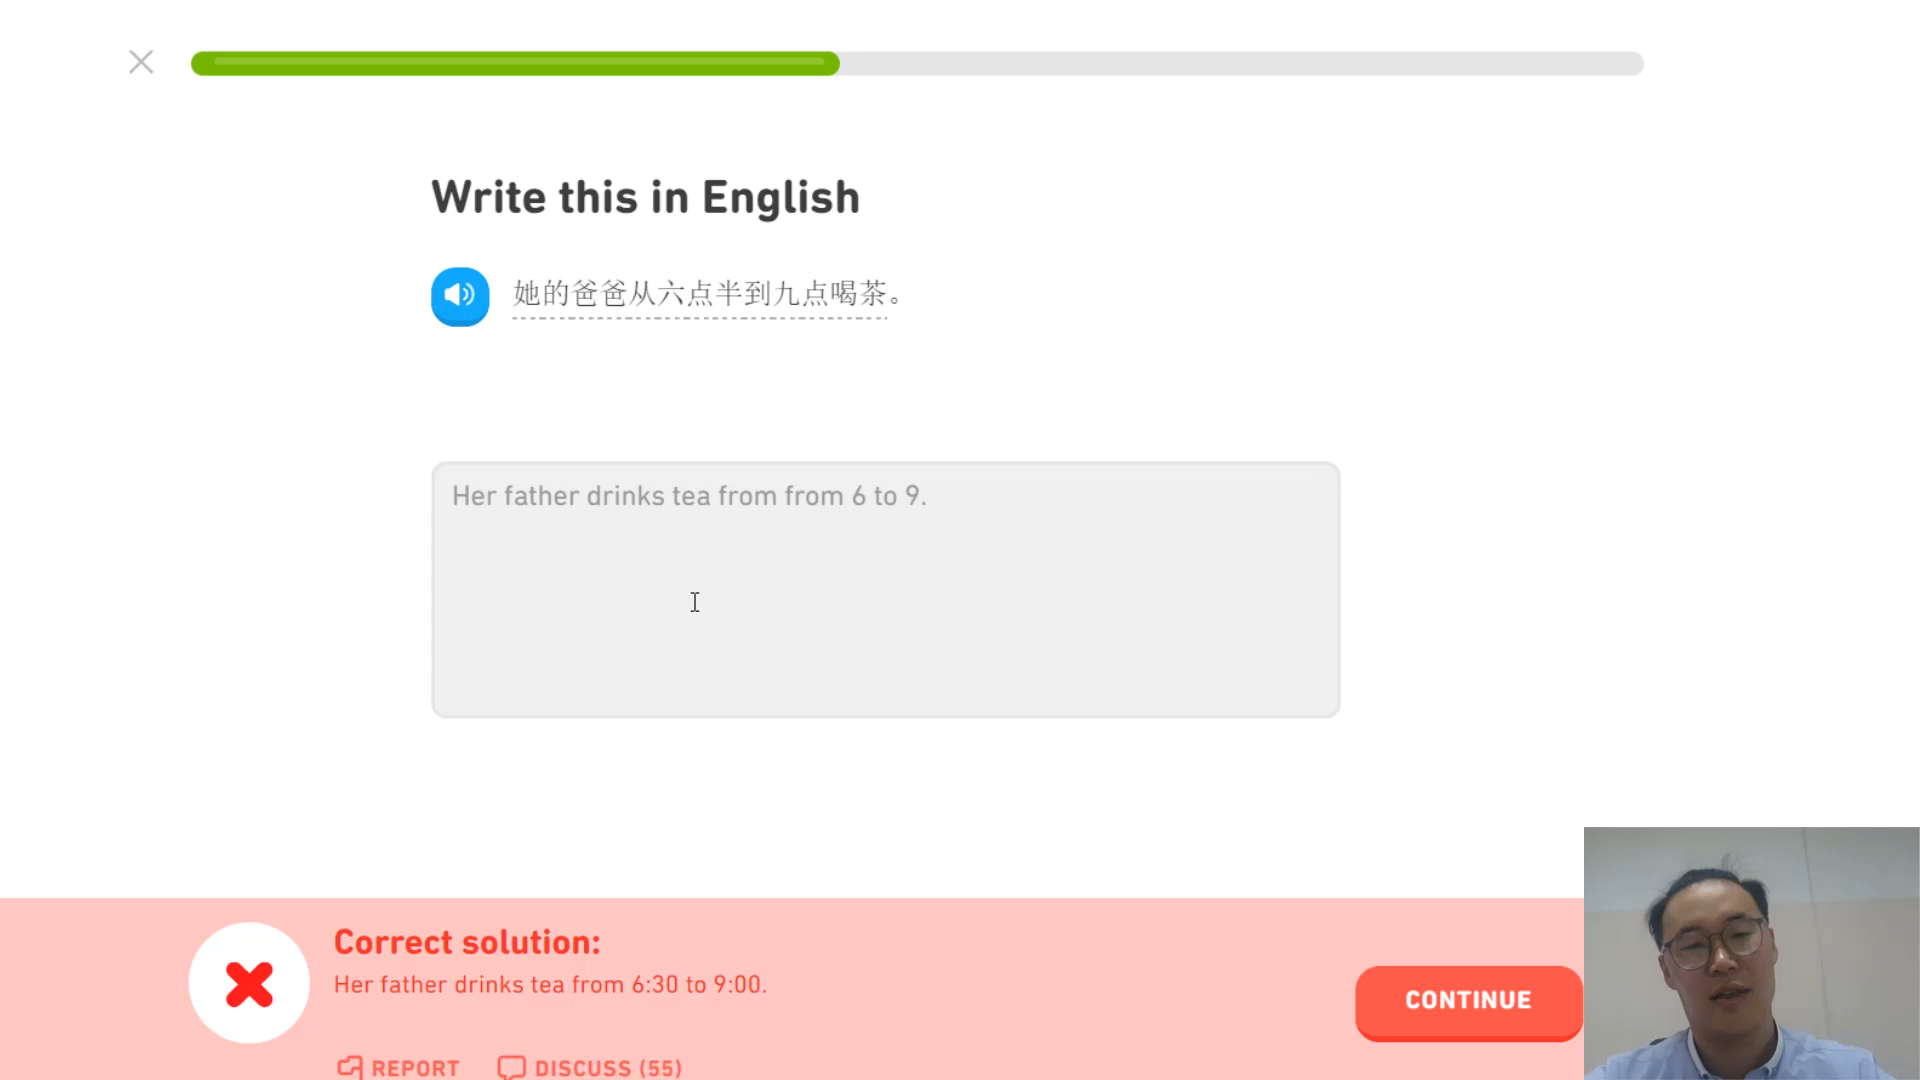 Write this in English
她的爸爸从六点半到九点喝茶。
Her father drinks tea from from 6 to 9.
Correct solution:
Her father drinks tea from 6:30 to 9:00.
CONTINUE
REPORT
DISCUSS (55)